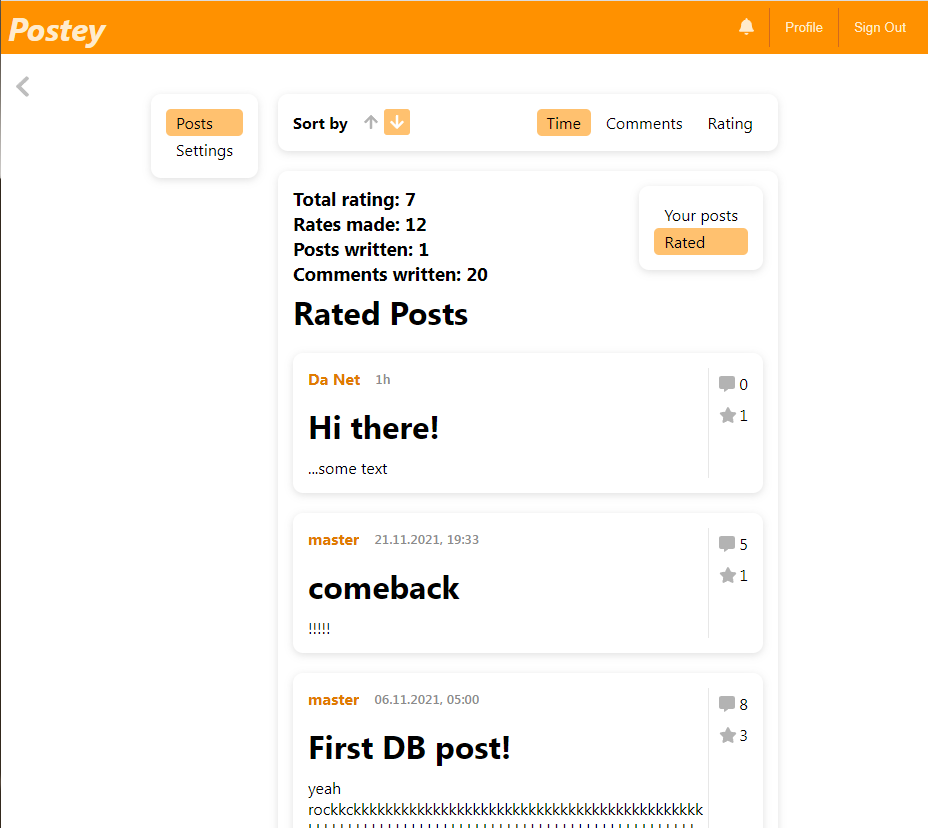 Postey
Profile
Sign Out
Posts
Settings
Sort by
Time
Comments
Rating
Total rating: 7
Rates made: 12
Posts written: 1
Comments written: 20
Your posts
Rated
Rated Posts
Da Net 1h
0
1
Hi there!
...some text
master 21.11.2021, 19:33
5
1
comeback
!!!!!
master 06.11.2021, 05:00
8
3
First DB post!
yeah